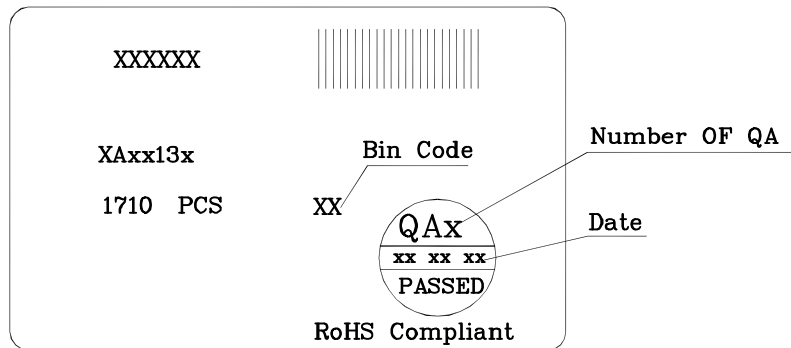 XXXXXX
XAxx13x
Bin Code
Number OF QA
1710 PCS
XX
QAx
Date
xx xx xx
PASSED
RoHS Compliant